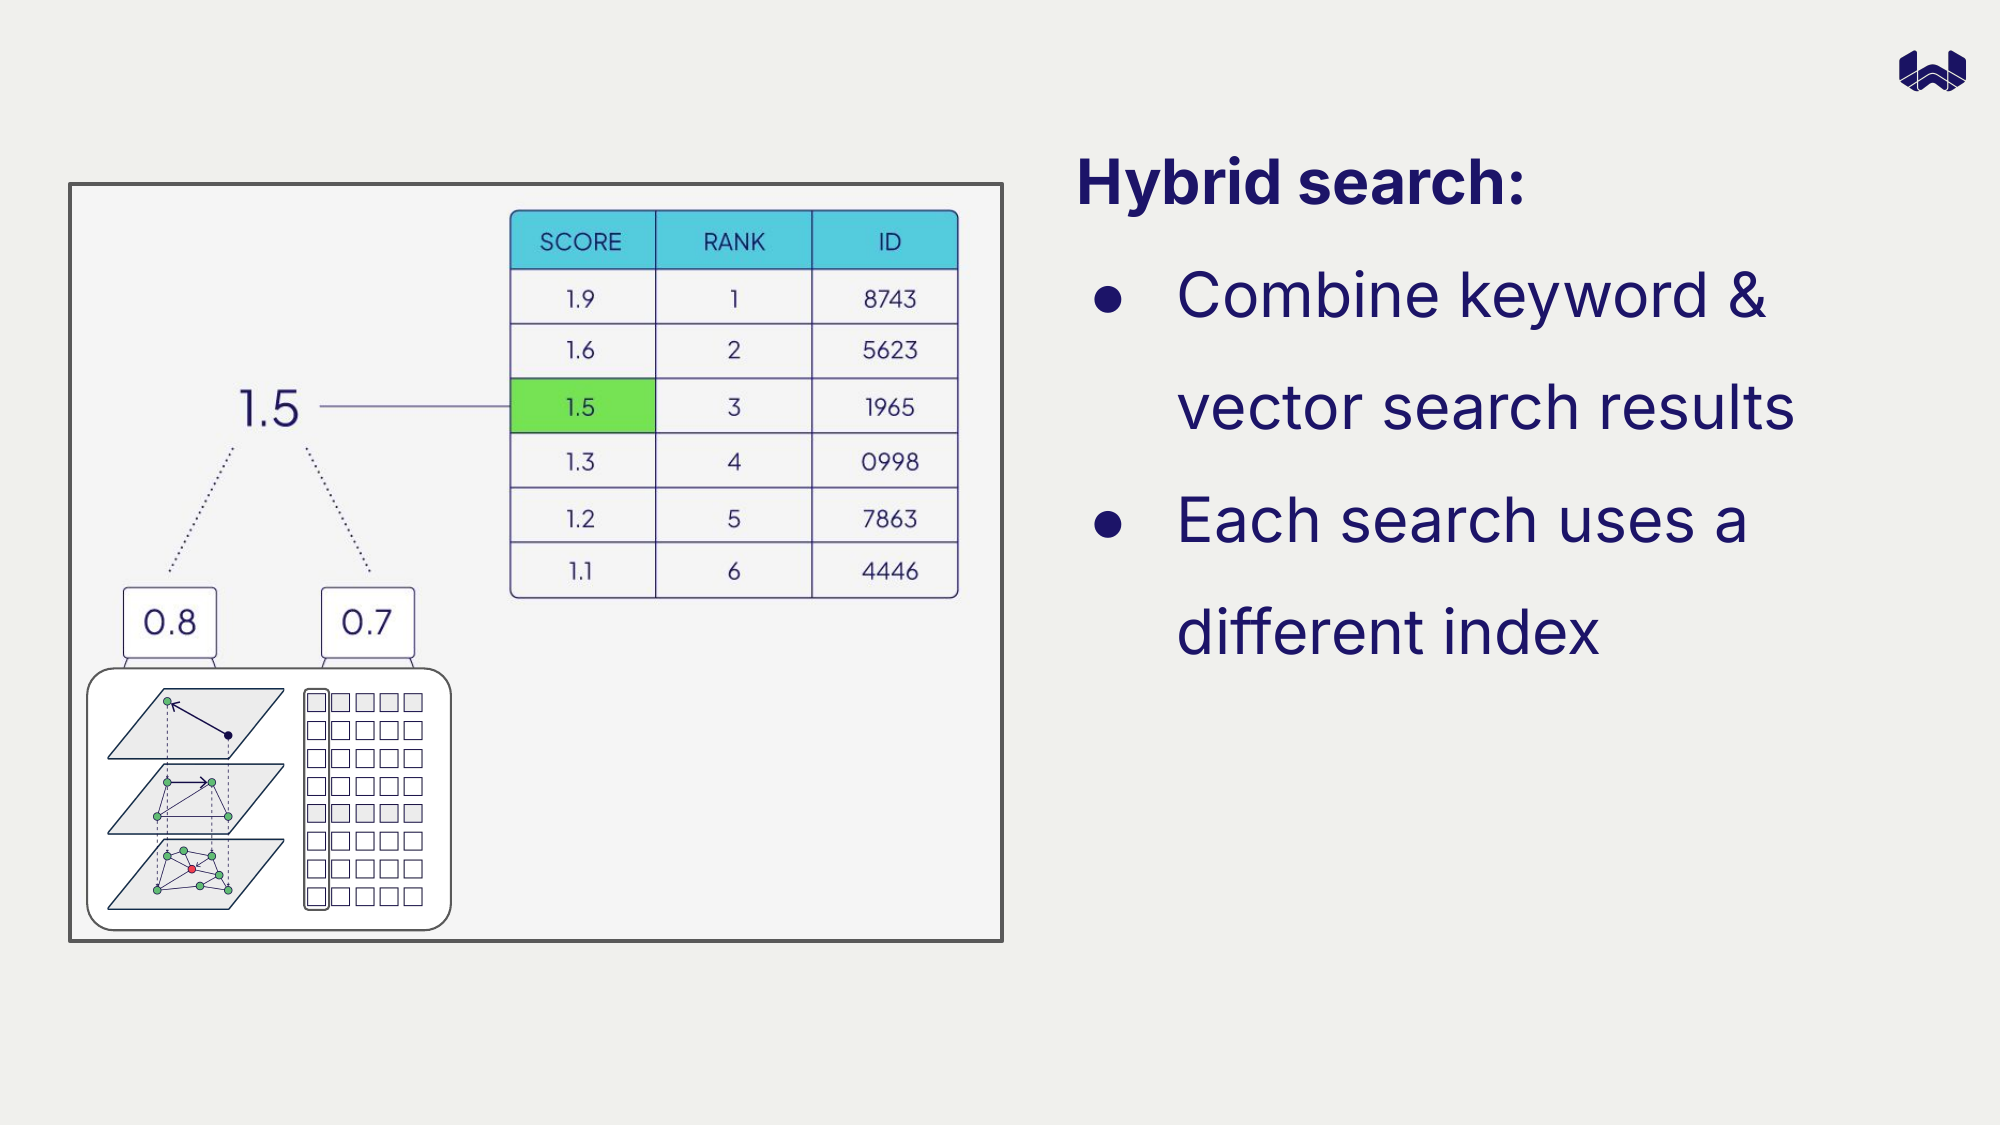 SCORE RANK ID
1.9 1 8743
1.6 2 5623
1.5 1.5 3 1965
1.3 4 0998
1.2 5 7863
1.1 6 4446
0.8 0.7
Hybrid search:
● Combine keyword &
vector search results
● Each search uses a
different index